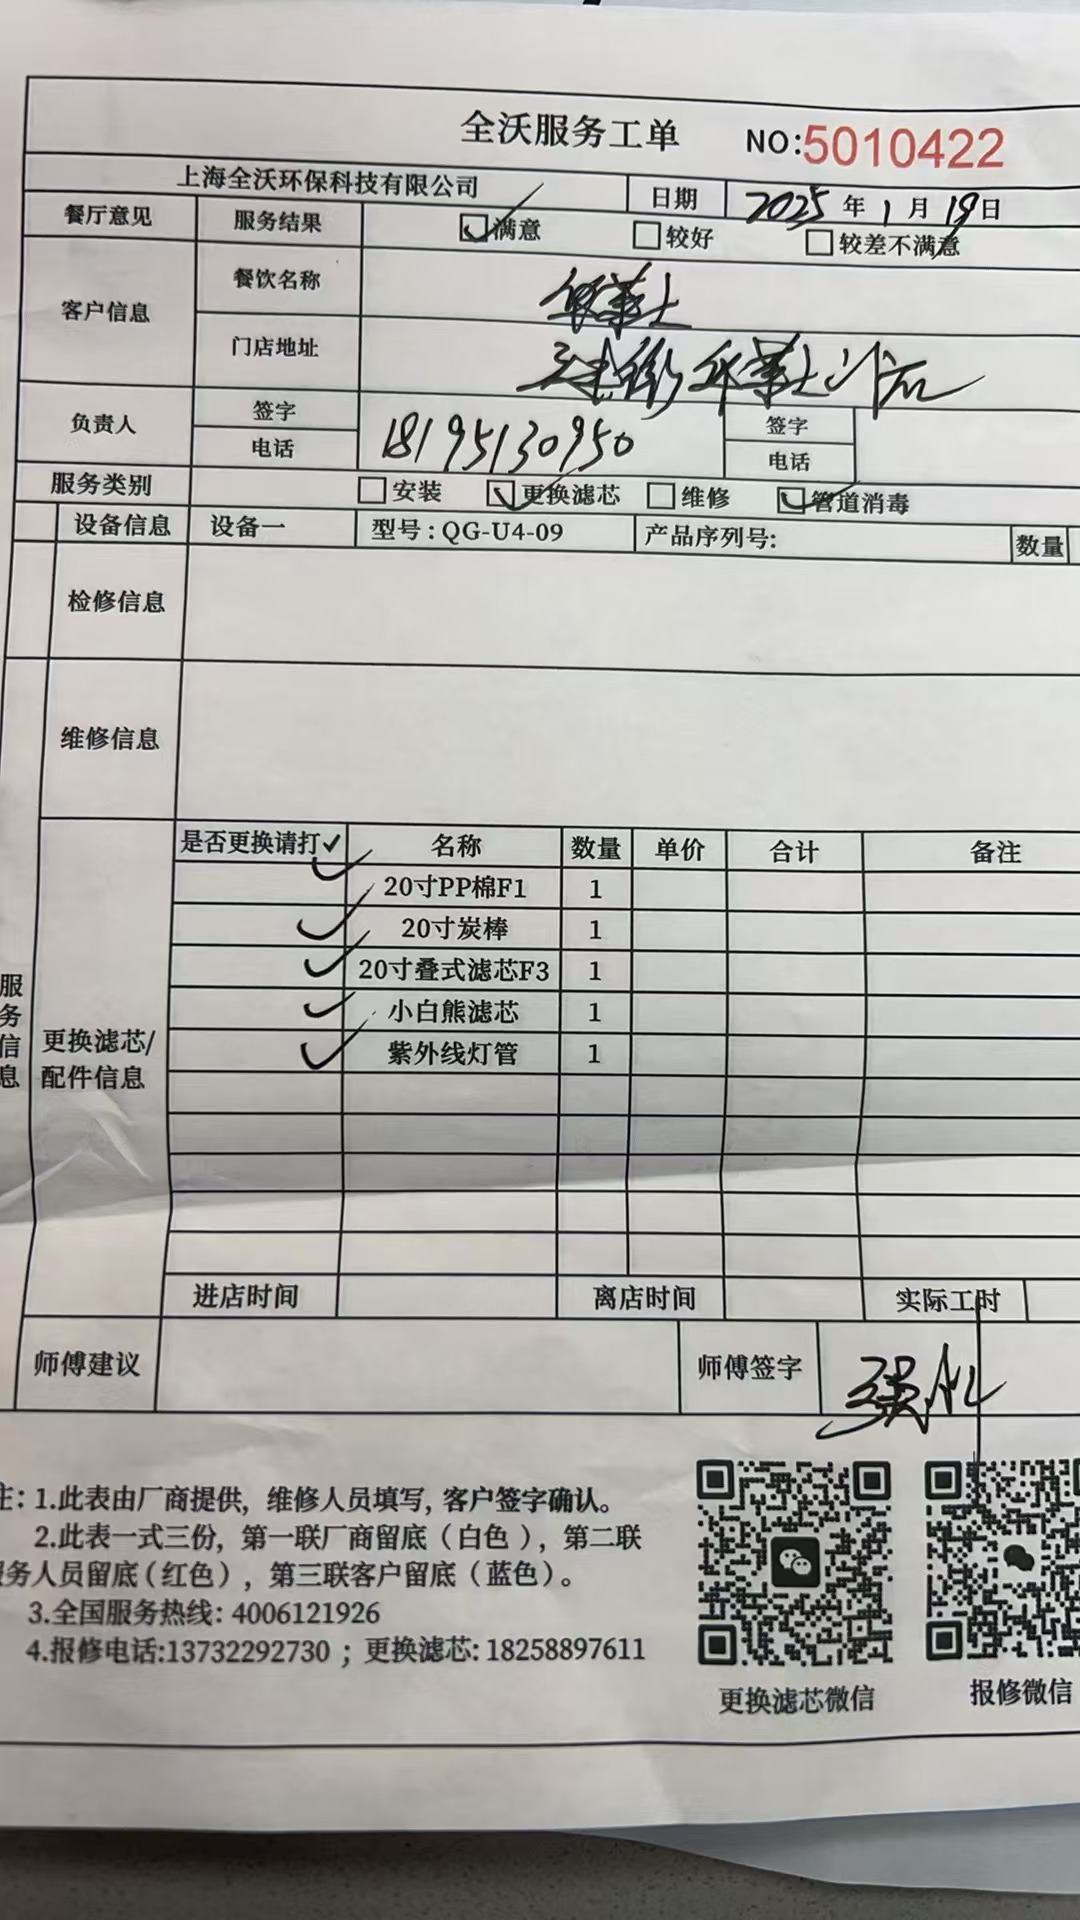 全沃服务工单 NO:5010422
上海全沃环保科技有限公司 日期 2025年1月19日
餐厅意见 服务结果 满意 较好 较差不满意
客户信息 餐饮名称
门店地址
负责人 签字 签字
电话 18195130950 电话
服务类别 安装 更换滤芯 维修 管道消毒
设备信息 设备一 型号:QG-U4-09 产品序列号: 数量
检修信息
维修信息
服务信息
更换滤芯/配件信息
是否更换请打✓ 名称 数量 单价 合计 备注
✓ 20寸PP棉F1 1
✓ 20寸炭棒 1
✓ 20寸叠式滤芯F3 1
✓ 小白熊滤芯 1
✓ 紫外线灯管 1
进店时间 离店时间 实际工时
师傅建议 师傅签字
注:1.此表由厂商提供,维修人员填写,客户签字确认。
2.此表一式三份,第一联厂商留底(白色),第二联
务人员留底(红色),第三联客户留底(蓝色)。
3.全国服务热线:4006121926
4.报修电话:13732292730;更换滤芯:18258897611
更换滤芯微信 报修微信